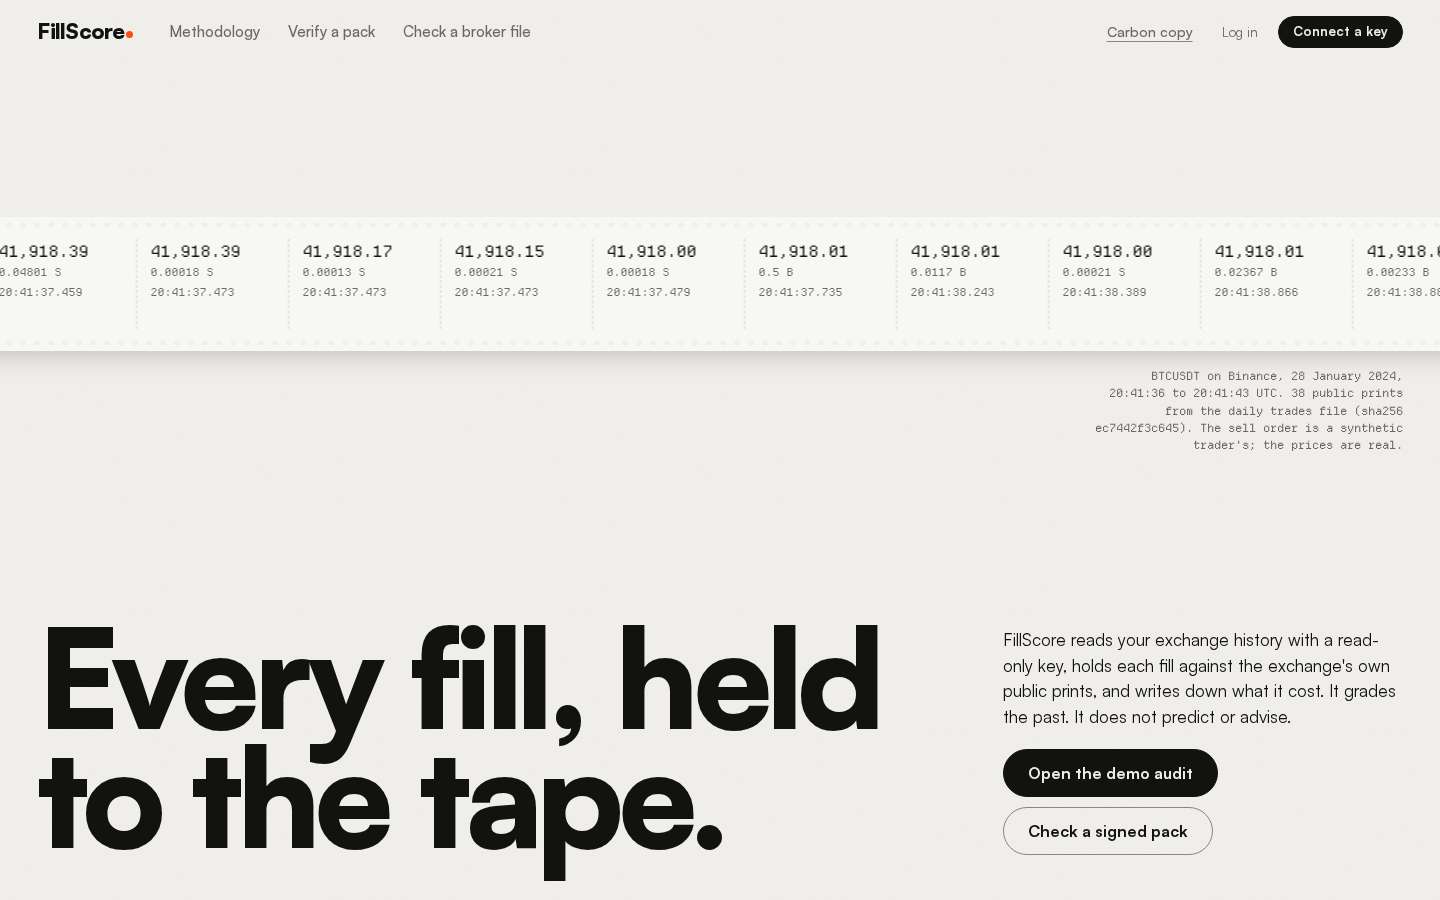 FillScore.
Methodology
Verify a pack
Check a broker file
Carbon copy
Log in
Connect a key
41,918.39 41,918.39 41,918.17 41,918.15 41,918.00 41,918.01 41,918.01 41,918.00 41,918.01
0.04801 S 0.00018 S 0.00013 S 0.00021 S 0.00018 S 0.5 B 0.0117 B 0.00021 S 0.02367 B 0.00233 B
20:41:37.459 20:41:37.473 20:41:37.473 20:41:37.473 20:41:37.479 20:41:37.735 20:41:38.243 20:41:38.389 20:41:38.866
BTCUSDT on Binance, 28 January 2024,
20:41:36 to 20:41:43 UTC. 38 public prints
from the daily trades file (sha256
ec7442f3c645). The sell order is a synthetic
trader's; the prices are real.
Every fill, held
to the tape.
FillScore reads your exchange history with a read-
only key, holds each fill against the exchange's own
public prints, and writes down what it cost. It grades
the past. It does not predict or advise.
Open the demo audit
Check a signed pack